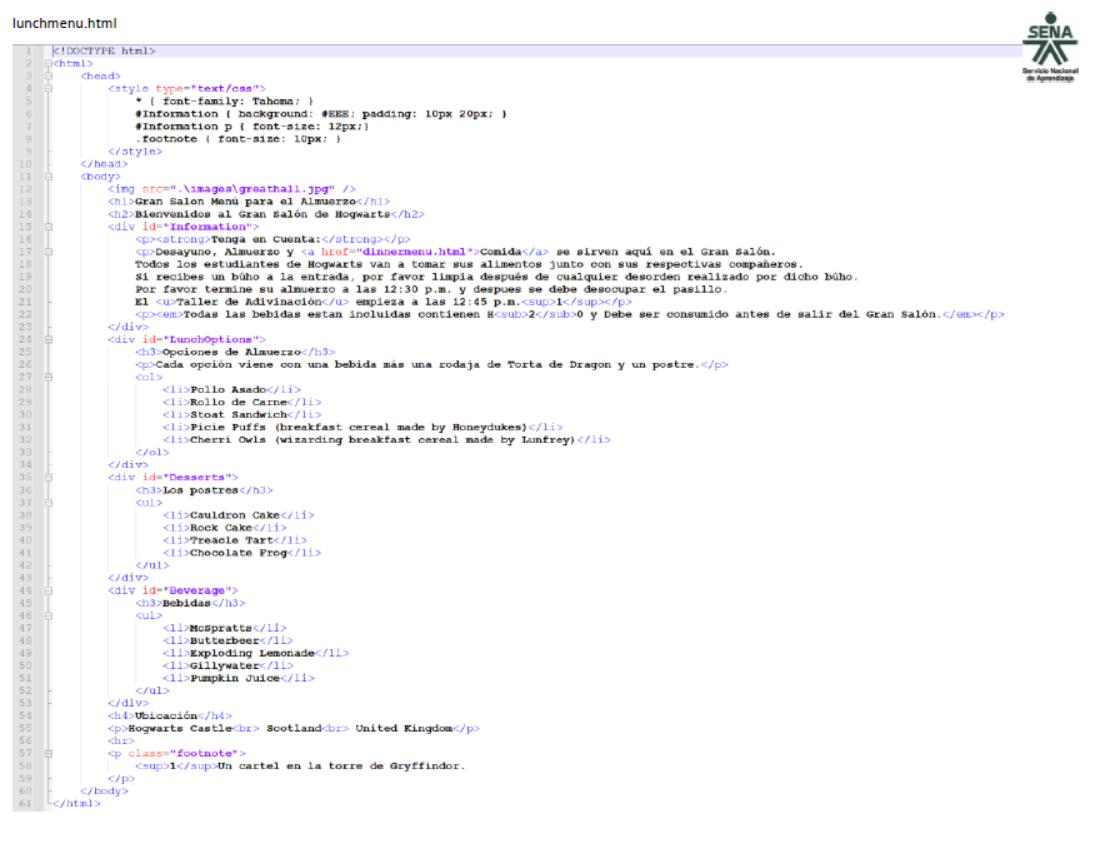 lunchmenu.html
SENA
Servicio Nacional
de Aprendizaje
1 <!DOCTYPE html>
2 <html>
3 <head>
4 <style type="text/css">
5 * { font-family: Tahoma; }
6 #Information { background: #EEE; padding: 10px 20px; }
7 #Information p { font-size: 12px;}
8 .footnote { font-size: 10px; }
9 </style>
10 </head>
11 <body>
12 <img src=".\images\greathall.jpg" />
13 <h1>Gran Salon Menú para el Almuerzo</h1>
14 <h2>Bienvenidos al Gran Salón de Hogwarts</h2>
15 <div id="Information">
16 <p><strong>Tenga en Cuenta:</strong></p>
17 <p>Desayuno, Almuerzo y <a href="dinnermenu.html">Comida</a> se sirven aquí en el Gran Salón.
18 Todos los estudiantes de Hogwarts van a tomar sus alimentos junto con sus respectivas compañeros.
19 Si recibes un búho a la entrada, por favor limpia después de cualquier desorden realizado por dicho búho.
20 Por favor termine su almuerzo a las 12:30 p.m. y despues se debe desocupar el pasillo.
21 El <u>Taller de Adivinación</u> empieza a las 12:45 p.m.<sup>1</sup></p>
22 <p><em>Todas las bebidas estan incluidas contienen H<sub>2</sub>0 y Debe ser consumido antes de salir del Gran Salón.</em></p>
23 </div>
24 <div id="LunchOptions">
25 <h3>Opciones de Almuerzo</h3>
26 <p>Cada opción viene con una bebida más una rodaja de Torta de Dragon y un postre.</p>
27 <ol>
28 <li>Pollo Asado</li>
29 <li>Rollo de Carne</li>
30 <li>Stoat Sandwich</li>
31 <li>Picie Puffs (breakfast cereal made by Honeydukes)</li>
32 <li>Cherri Owls (wizarding breakfast cereal made by Lunfrey)</li>
33 </ol>
34 </div>
35 <div id="Desserts">
36 <h3>Los postres</h3>
37 <ul>
38 <li>Cauldron Cake</li>
39 <li>Rock Cake</li>
40 <li>Treacle Tart</li>
41 <li>Chocolate Frog</li>
42 </ul>
43 </div>
44 <div id="Beverage">
45 <h3>Bebidas</h3>
46 <ul>
47 <li>McSpratts</li>
48 <li>Butterbeer</li>
49 <li>Exploding Lemonade</li>
50 <li>Gillywater</li>
51 <li>Pumpkin Juice</li>
52 </ul>
53 </div>
54 <h4>Ubicación</h4>
55 <p>Hogwarts Castle<br> Scotland<br> United Kingdom</p>
56 <hr>
57 <p class="footnote">
58 <sup>1</sup>Un cartel en la torre de Gryffindor.
59 </p>
60 </body>
61 </html>